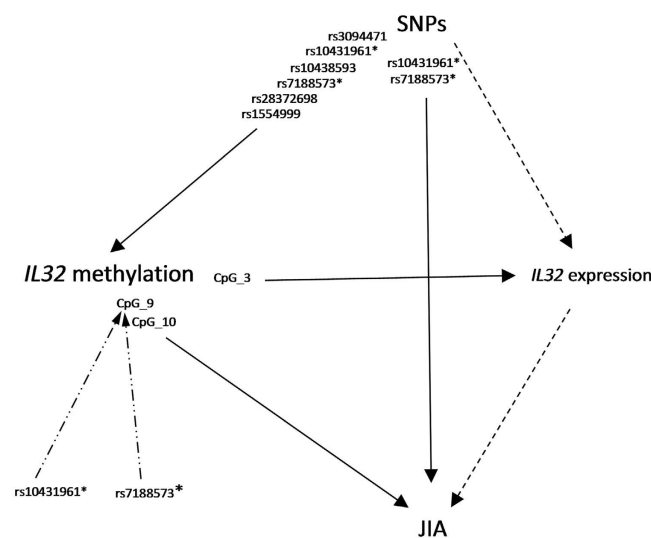 SNPs
rs3094471
rs10431961*
rs10438593
rs7188573*
rs28372698
rs1554999
rs10431961*
rs7188573*
IL32 methylation
CpG_3
IL32 expression
CpG_9
CpG_10
rs10431961*
rs7188573*
JIA